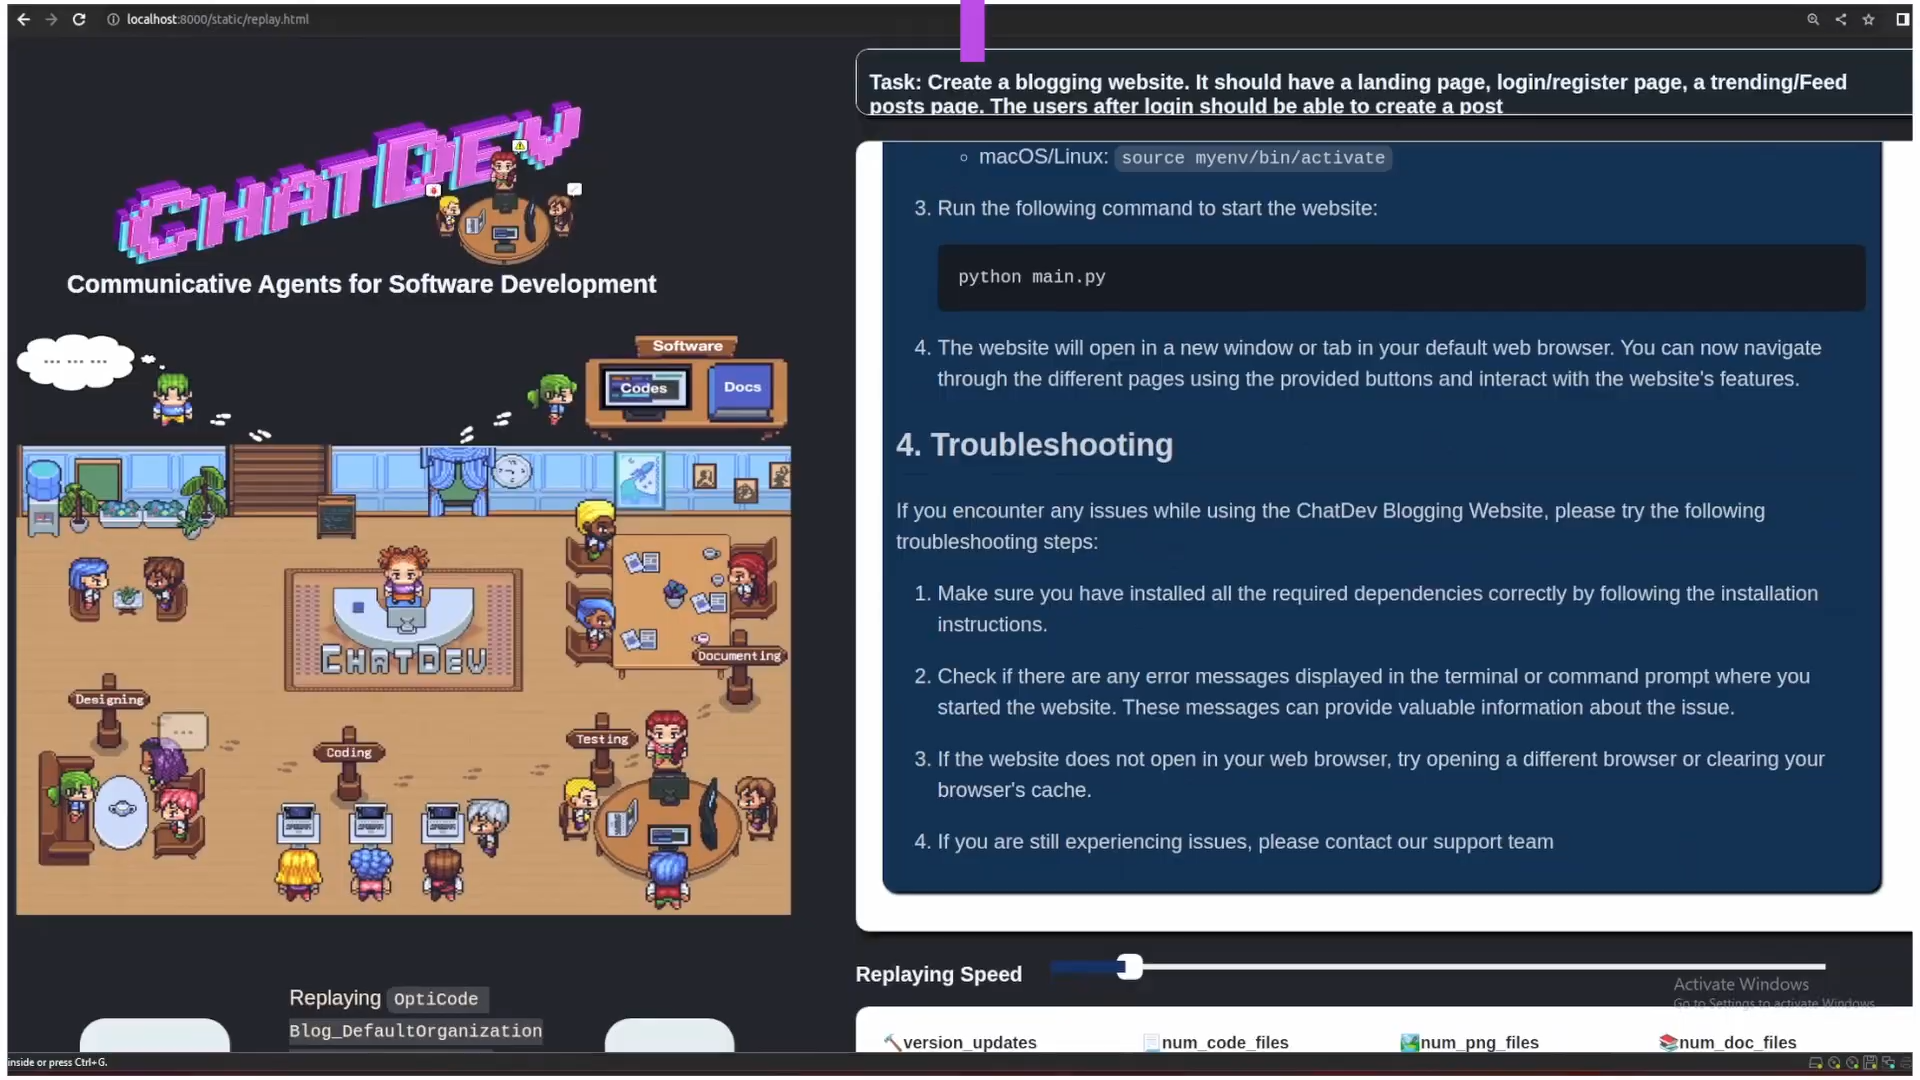 localhost:8000/static/replay.html
CHATDEV
Communicative Agents for Software Development
... ... ...
Software
Codes
Docs
CHATDEV
Documenting
Designing
...
Coding
Testing
Replaying OptiCode
Blog_DefaultOrganization
Task: Create a blogging website. It should have a landing page, login/register page, a trending/Feed
posts page. The users after login should be able to create a post
◦ macOS/Linux: source myenv/bin/activate
3. Run the following command to start the website:
python main.py
4. The website will open in a new window or tab in your default web browser. You can now navigate
through the different pages using the provided buttons and interact with the website's features.
4. Troubleshooting
If you encounter any issues while using the ChatDev Blogging Website, please try the following
troubleshooting steps:
1. Make sure you have installed all the required dependencies correctly by following the installation
instructions.
2. Check if there are any error messages displayed in the terminal or command prompt where you
started the website. These messages can provide valuable information about the issue.
3. If the website does not open in your web browser, try opening a different browser or clearing your
browser's cache.
4. If you are still experiencing issues, please contact our support team
Replaying Speed
Activate Windows
Go to Settings to activate Windows.
version_updates
num_code_files
num_png_files
num_doc_files
inside or press Ctrl+G.